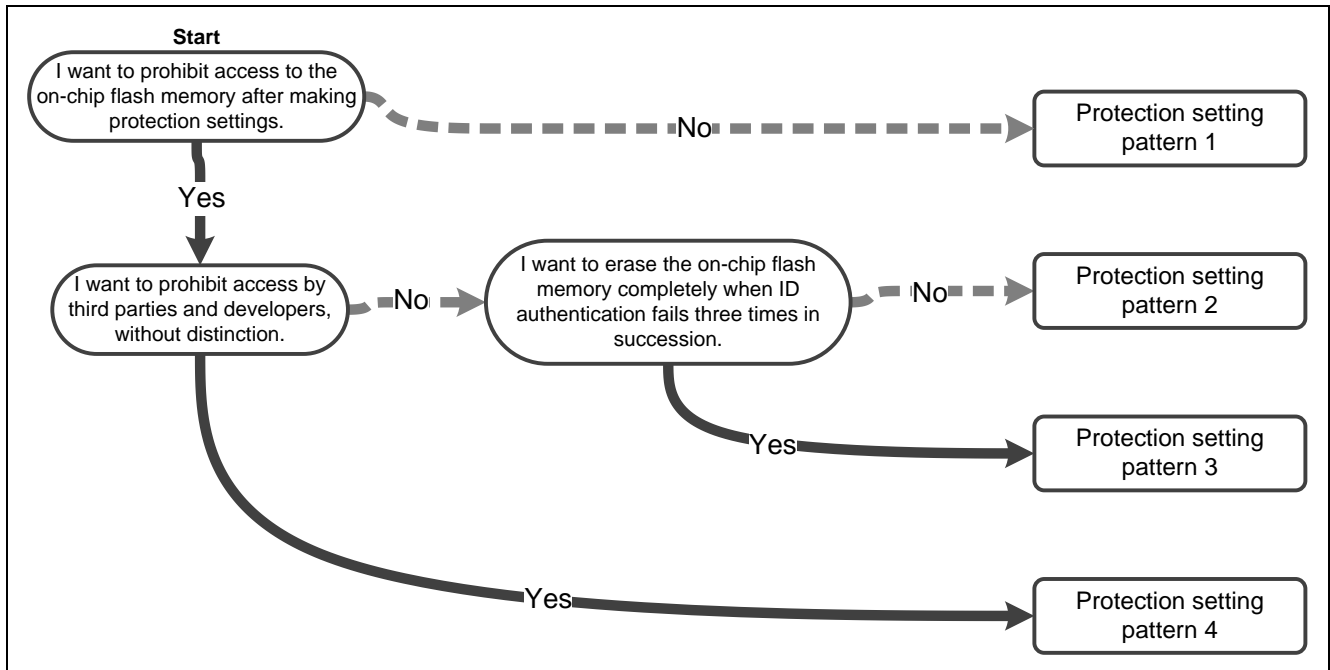 Start
I want to prohibit access to the
on-chip flash memory after making
protection settings.
No
Protection setting
pattern 1
Yes
I want to prohibit access by
third parties and developers,
without distinction.
No
I want to erase the on-chip flash
memory completely when ID
authentication fails three times in
succession.
No
Protection setting
pattern 2
Yes
Protection setting
pattern 3
Yes
Protection setting
pattern 4